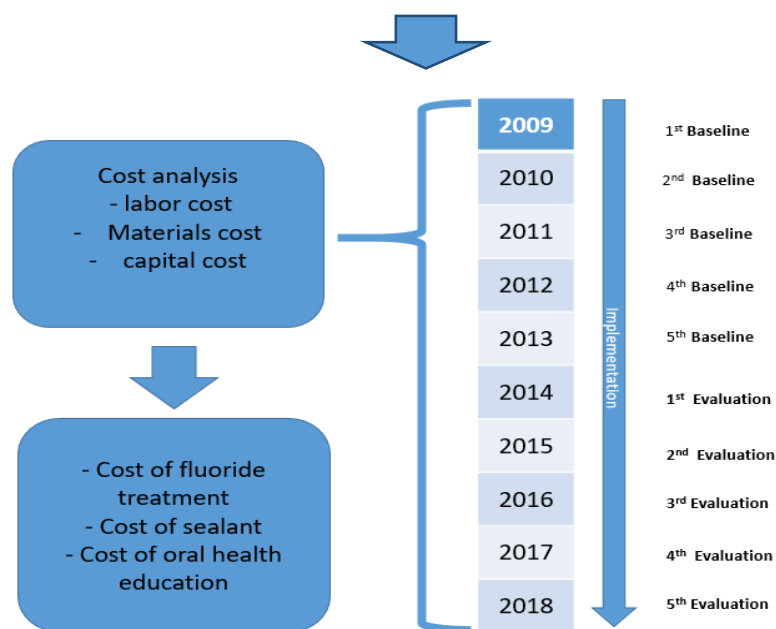 Cost analysis
- labor cost
- Materials cost
- capital cost
- Cost of fluoride
treatment
- Cost of sealant
- Cost of oral health
education
2009
2010
2011
2012
2013
2014
2015
2016
2017
2018
Implementation
1st Baseline
2nd Baseline
3rd Baseline
4th Baseline
5th Baseline
1st Evaluation
2nd Evaluation
3rd Evaluation
4th Evaluation
5th Evaluation